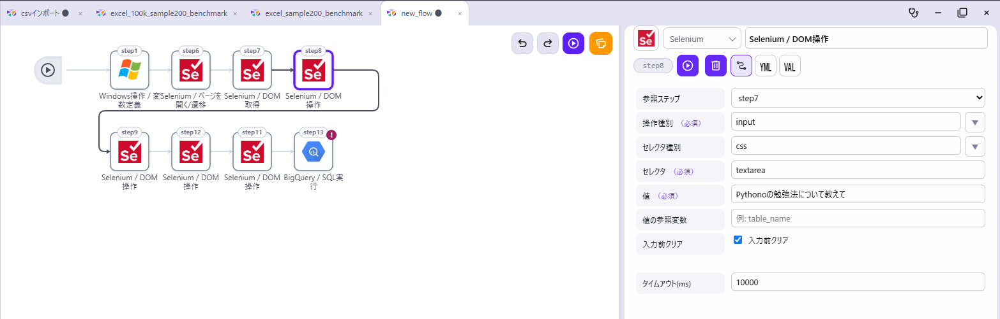 csvインポート
excel_100k_sample200_benchmark
excel_sample200_benchmark
new_flow
step1
step6
step7
step8
Windows操作 / 変数定義
Selenium / ページを開く/遷移
Selenium / DOM取得
Selenium / DOM操作
step9
step12
step11
step13
Selenium / DOM操作
Selenium / DOM操作
Selenium / DOM操作
BigQuery / SQL実行
Se
Selenium
Selenium / DOM操作
step8
YML
VAL
参照ステップ
step7
操作種別 (必須)
input
セレクタ種別
css
セレクタ (必須)
textarea
値 (必須)
Pythonoの勉強法について教えて
値の参照変数
例: table_name
入力前クリア
入力前クリア
タイムアウト(ms)
10000